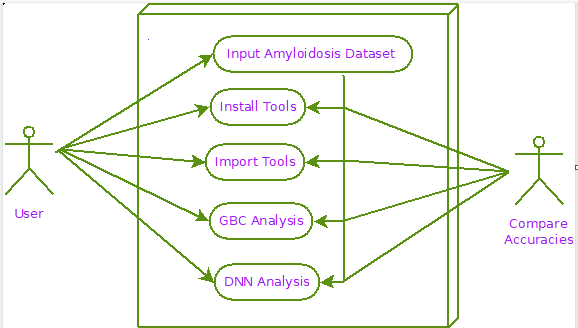 Input Amyloidosis Dataset
Install Tools
Import Tools
User
GBC Analysis
Compare
Accuracies
DNN Analysis